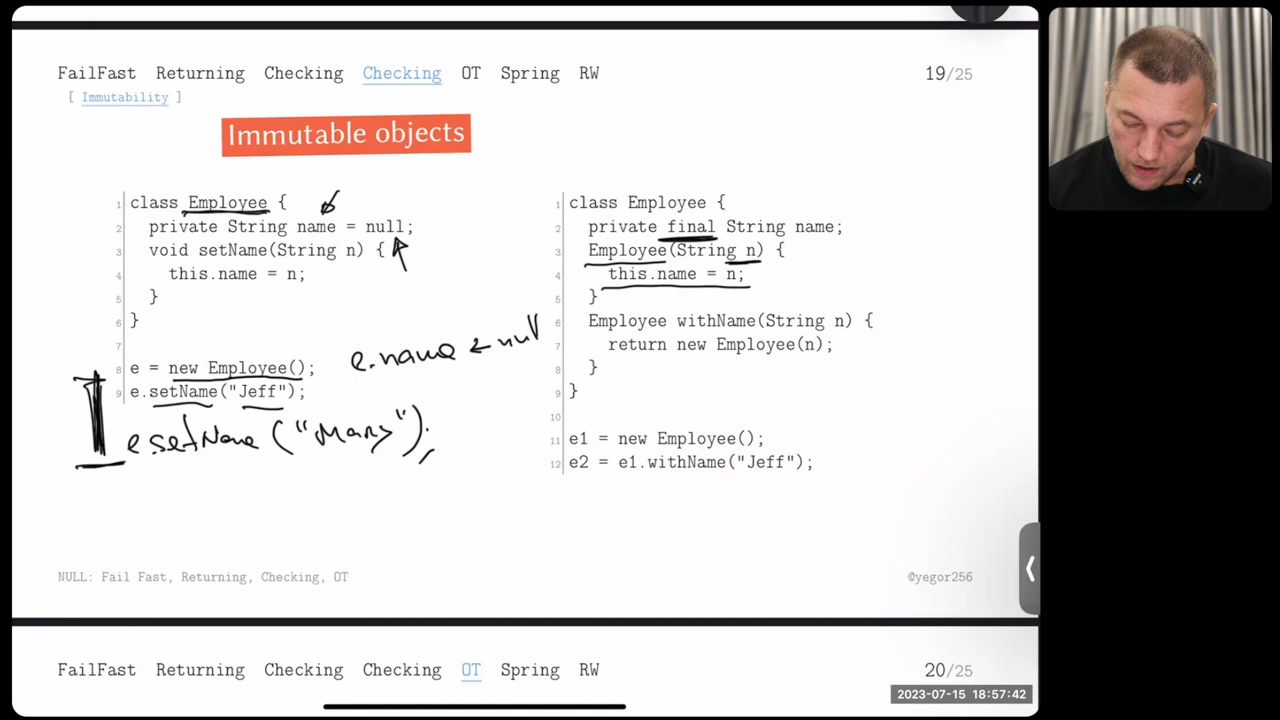 FailFast Returning Checking Checking OT Spring RW 19/25
[ Immutability ]
Immutable objects
1 class Employee {
2 private String name = null;
3 void setName(String n) {
4 this.name = n;
5 }
6 }
7
8 e = new Employee();
9 e.setName("Jeff");
e.name ← null
e.setName("Mary");
1 class Employee {
2 private final String name;
3 Employee(String n) {
4 this.name = n;
5 }
6 Employee withName(String n) {
7 return new Employee(n);
8 }
9 }
10
11 e1 = new Employee();
12 e2 = e1.withName("Jeff");
NULL: Fail Fast, Returning, Checking, OT @yegor256
FailFast Returning Checking Checking OT Spring RW 20/25
2023-07-15 18:57:42